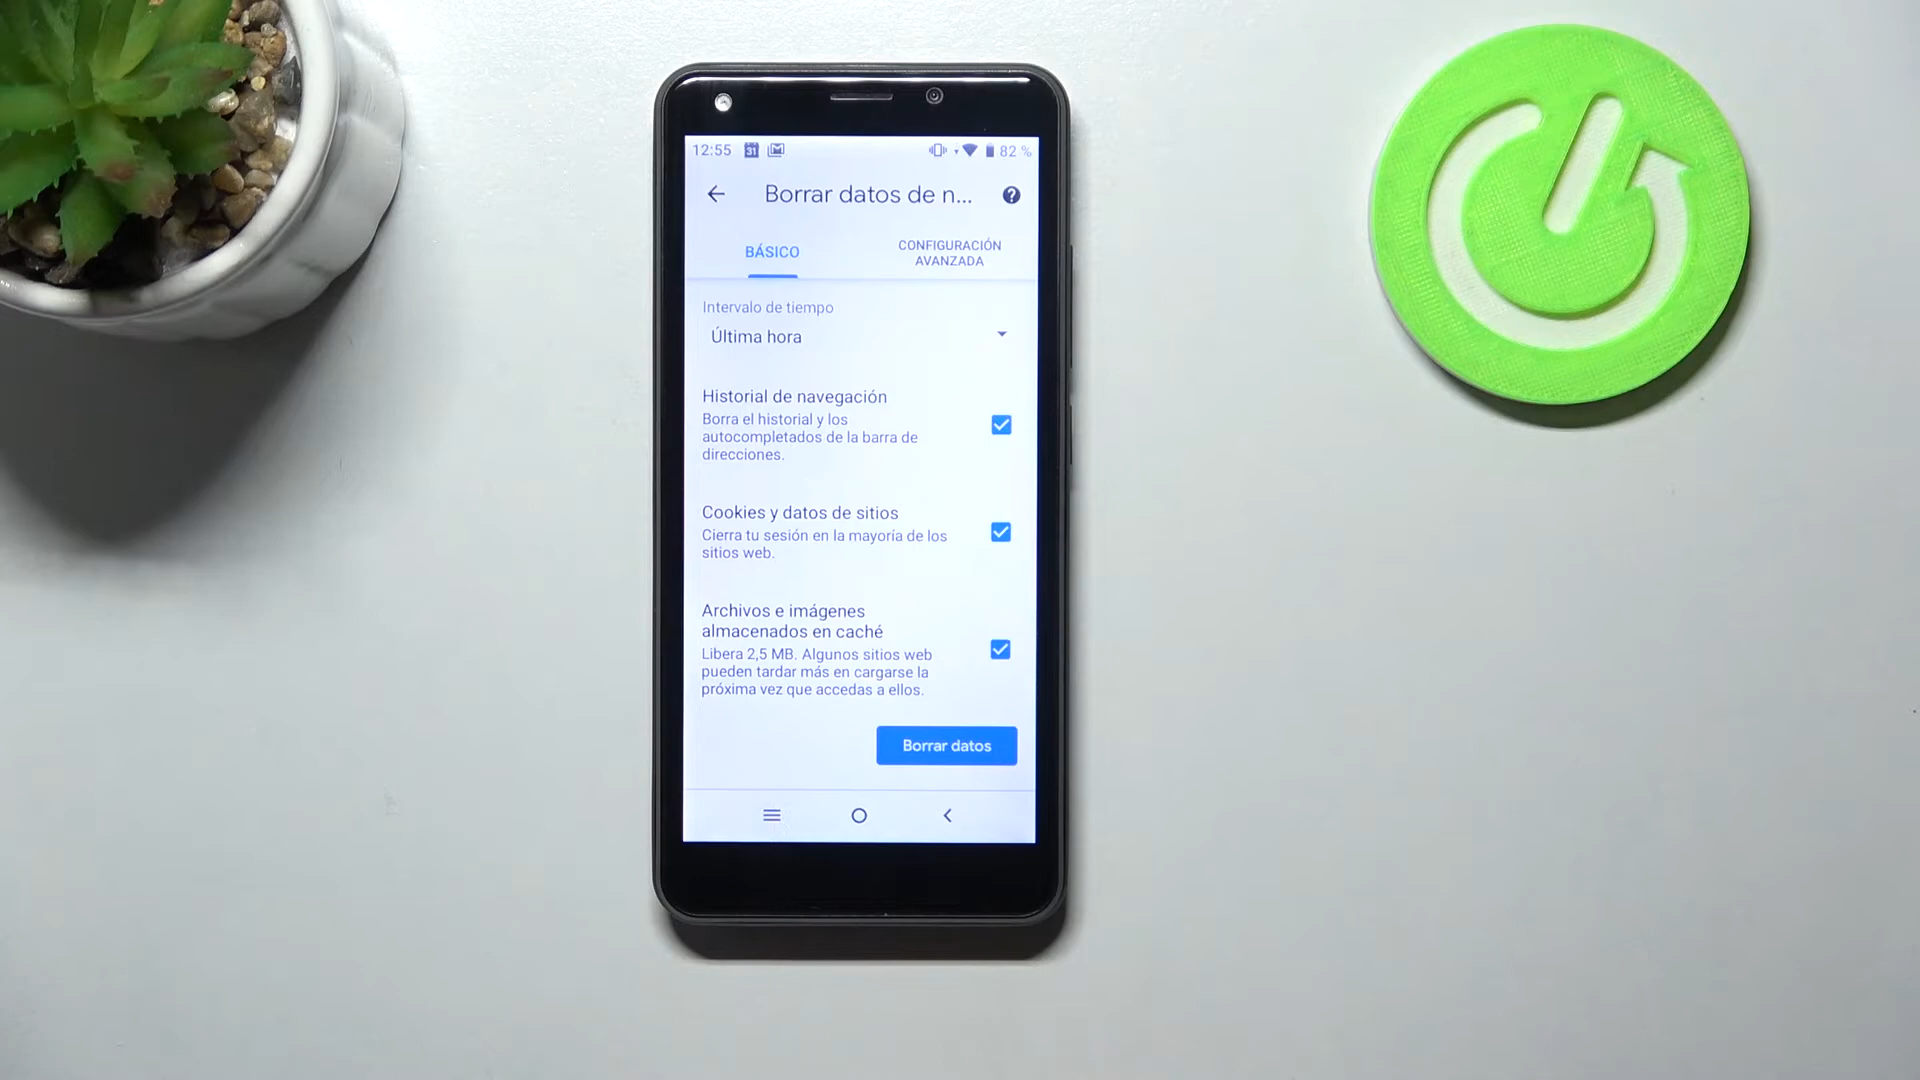 12:55 31 82 %
Borrar datos de n...
BÁSICO
CONFIGURACIÓN
AVANZADA
Intervalo de tiempo
Última hora
Historial de navegación
Borra el historial y los
autocompletados de la barra de
direcciones.
Cookies y datos de sitios
Cierra tu sesión en la mayoría de los
sitios web.
Archivos e imágenes
almacenados en caché
Libera 2,5 MB. Algunos sitios web
pueden tardar más en cargarse la
próxima vez que accedas a ellos.
Borrar datos